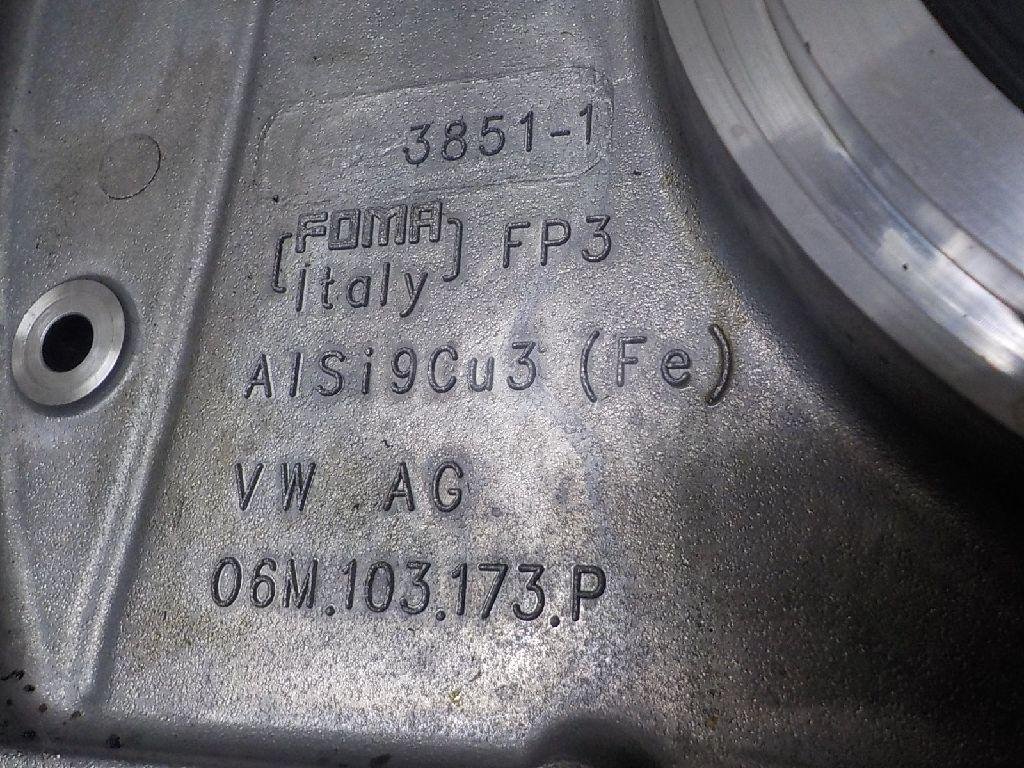 3851-1
FOMA FP3
Italy
AlSi9Cu3 (Fe)
VW AG
06M.103.173.P